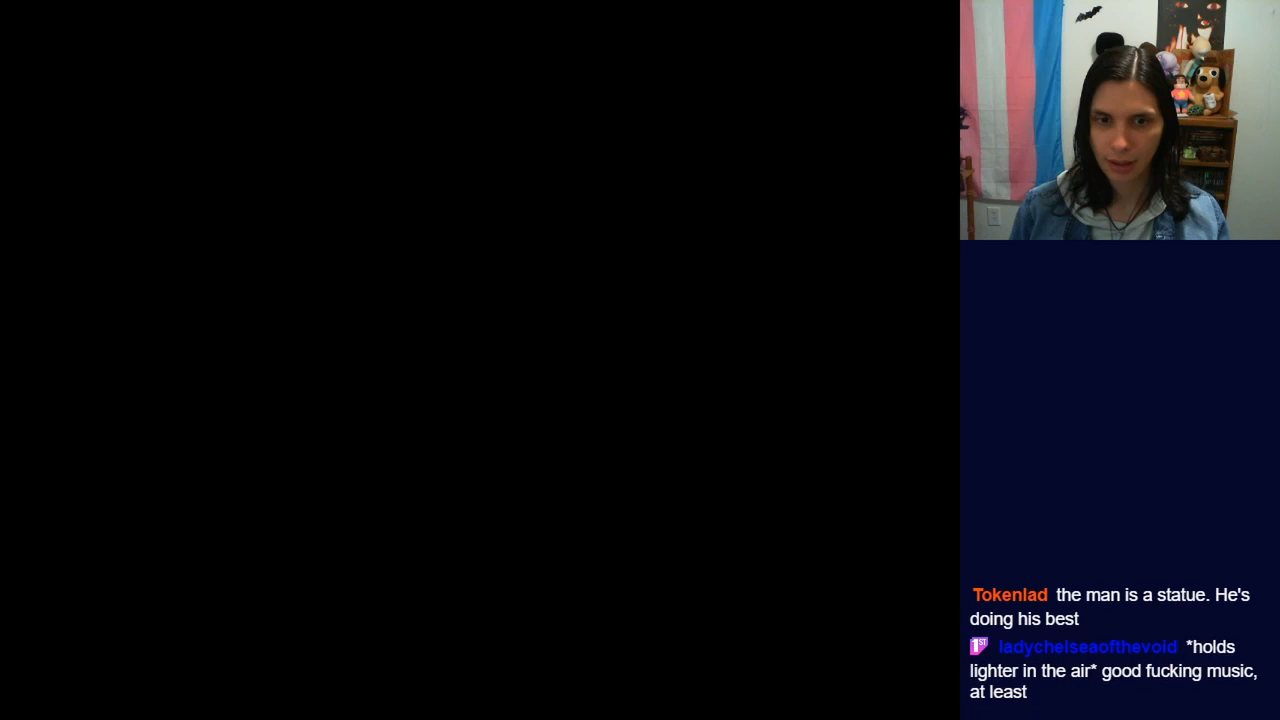 Tokenlad the man is a statue. He's
doing his best
1ST ladychelseaofthevoid *holds
lighter in the air* good fucking music,
at least